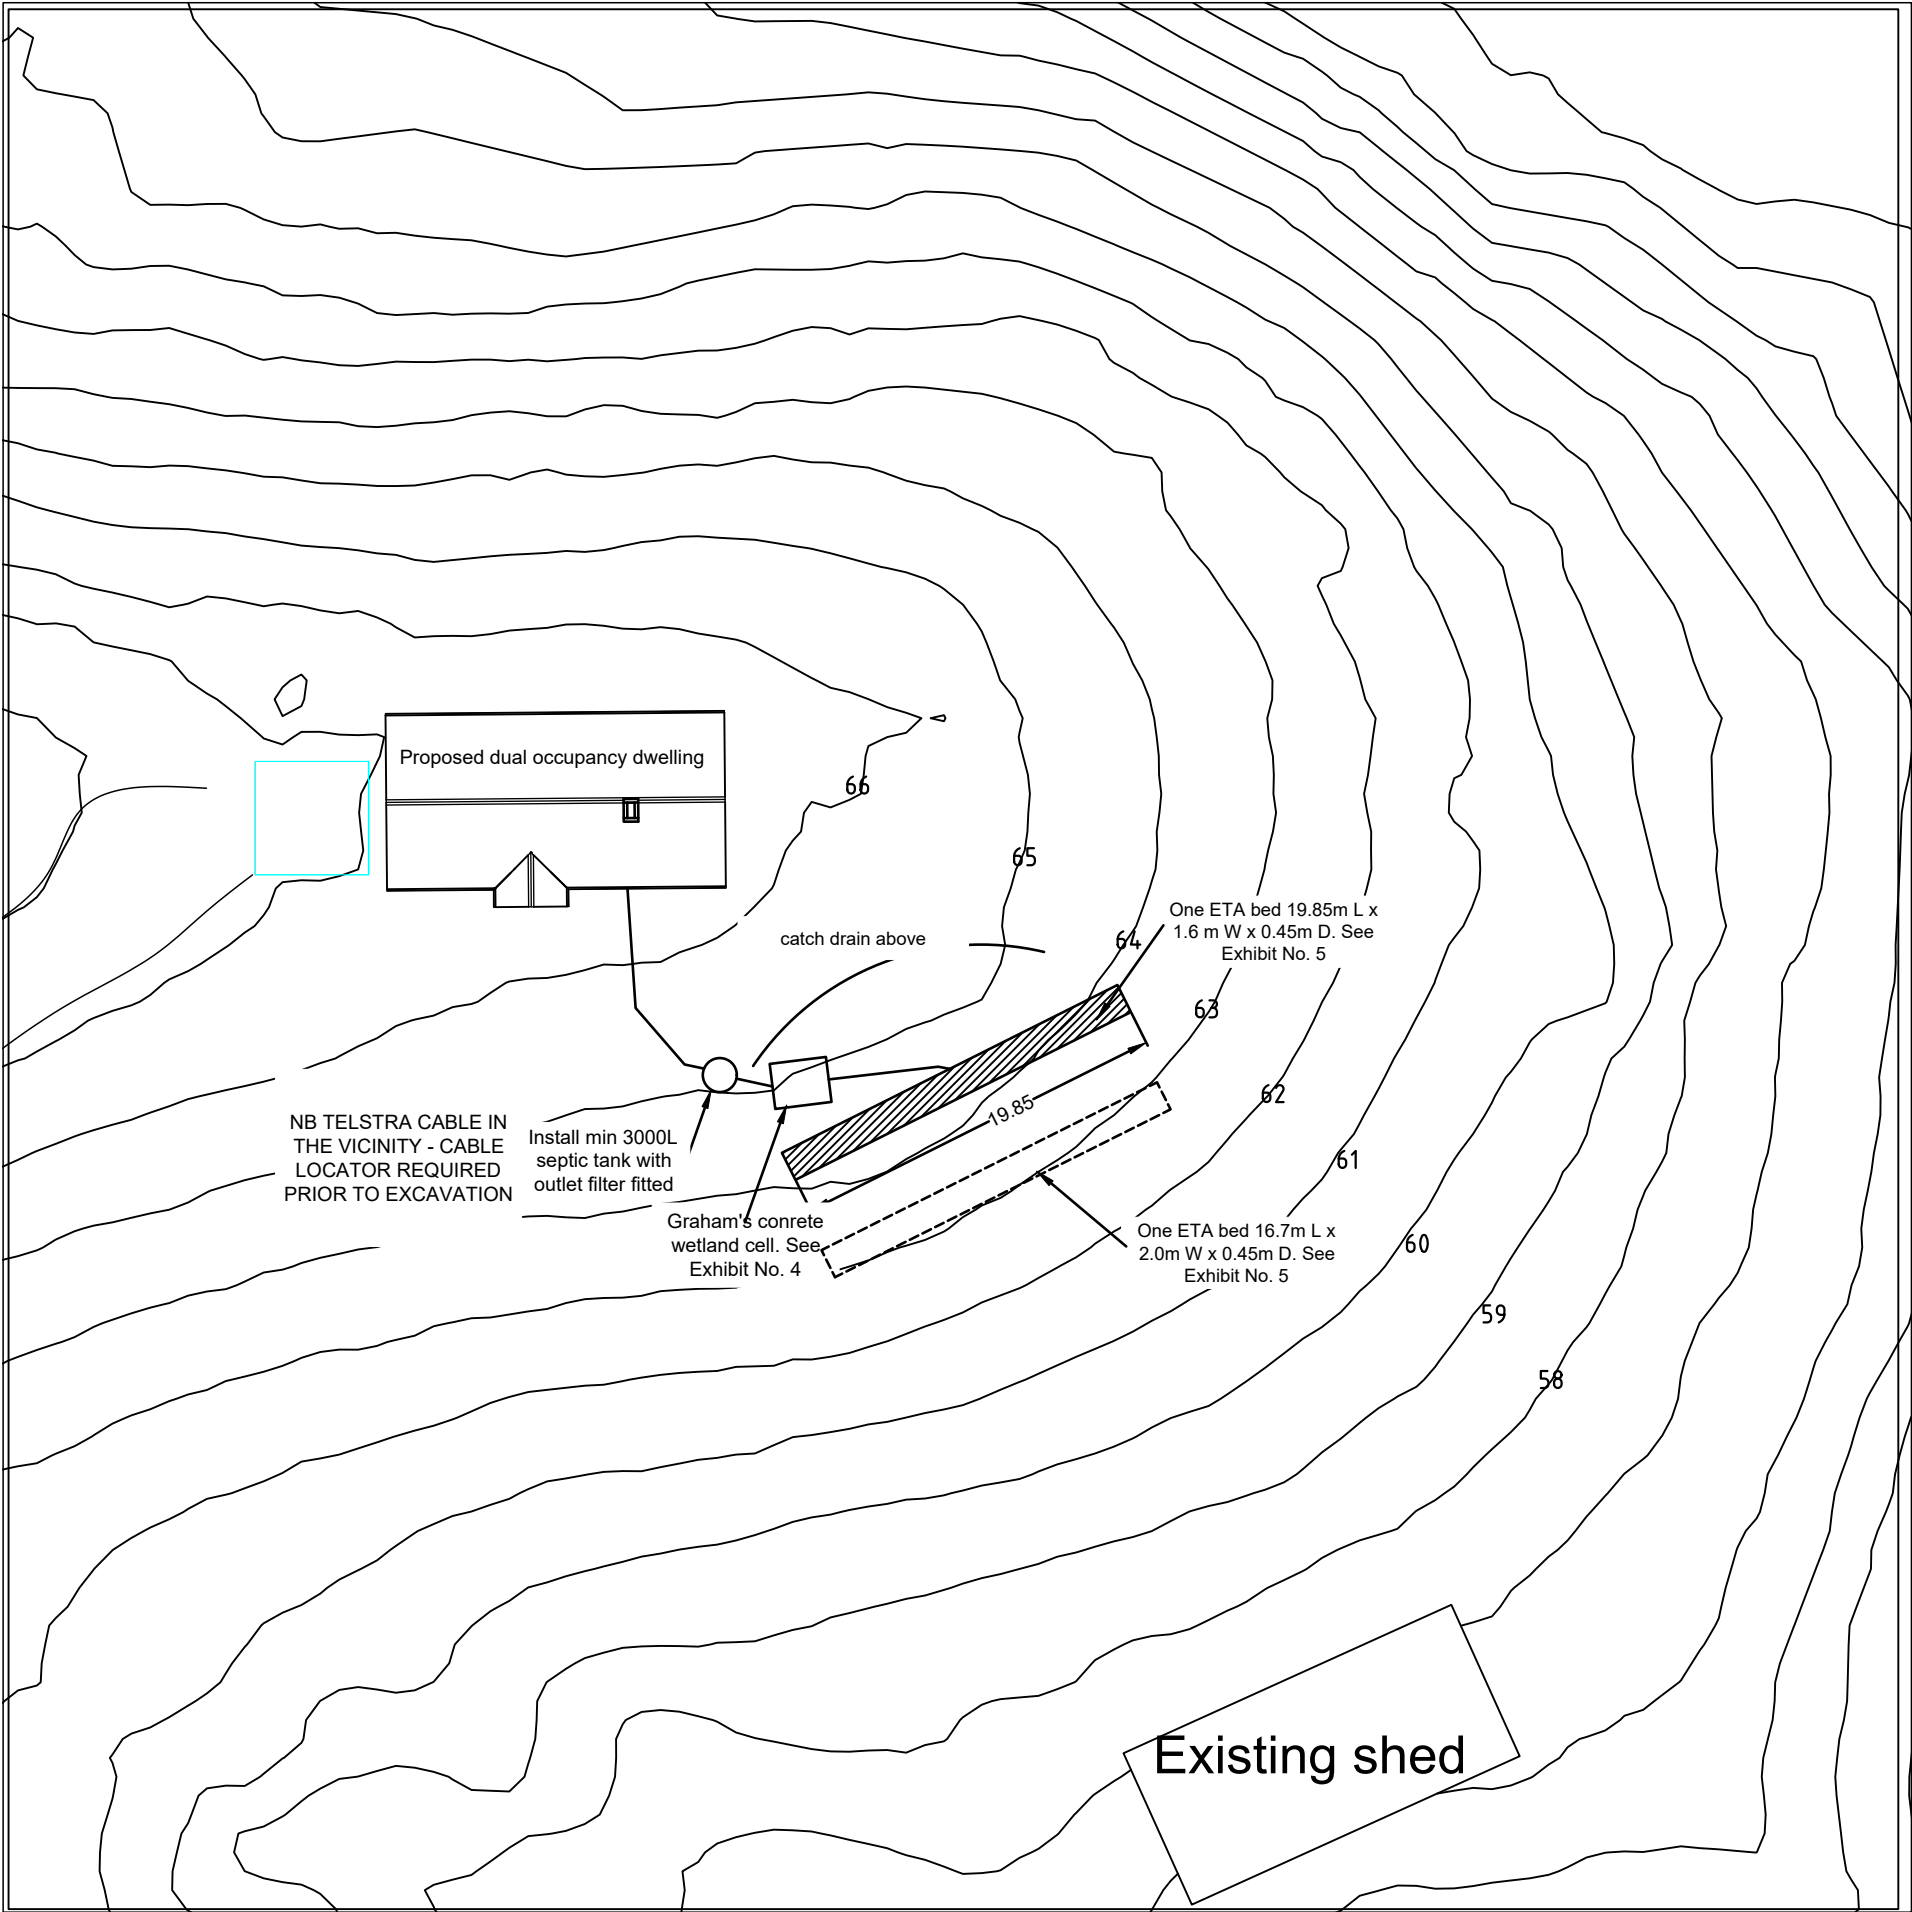 Proposed dual occupancy dwelling
66
65
catch drain above
64
One ETA bed 19.85m L x
1.6 m W x 0.45m D. See
Exhibit No. 5
63
62
19.85
NB TELSTRA CABLE IN
THE VICINITY - CABLE
LOCATOR REQUIRED
PRIOR TO EXCAVATION
Install min 3000L
septic tank with
outlet filter fitted
Graham's conrete
wetland cell. See
Exhibit No. 4
61
One ETA bed 16.7m L x
2.0m W x 0.45m D. See
Exhibit No. 5
60
59
58
Existing shed